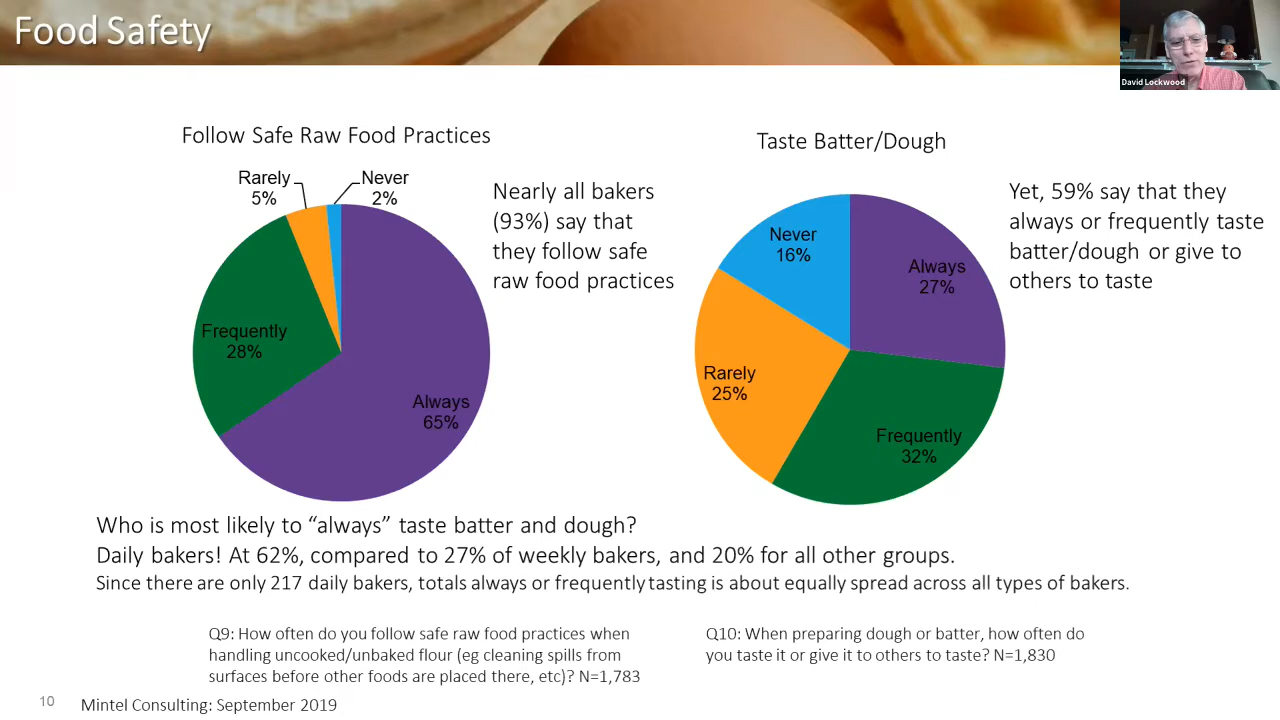 Food Safety
David Lockwood
Follow Safe Raw Food Practices
Rarely
5%
Never
2%
Frequently
28%
Always
65%
Nearly all bakers
(93%) say that
they follow safe
raw food practices
Taste Batter/Dough
Never
16%
Always
27%
Rarely
25%
Frequently
32%
Yet, 59% say that they
always or frequently taste
batter/dough or give to
others to taste
Who is most likely to “always” taste batter and dough?
Daily bakers! At 62%, compared to 27% of weekly bakers, and 20% for all other groups.
Since there are only 217 daily bakers, totals always or frequently tasting is about equally spread across all types of bakers.
Q9: How often do you follow safe raw food practices when
handling uncooked/unbaked flour (eg cleaning spills from
surfaces before other foods are placed there, etc)? N=1,783
Q10: When preparing dough or batter, how often do
you taste it or give it to others to taste? N=1,830
10
Mintel Consulting: September 2019